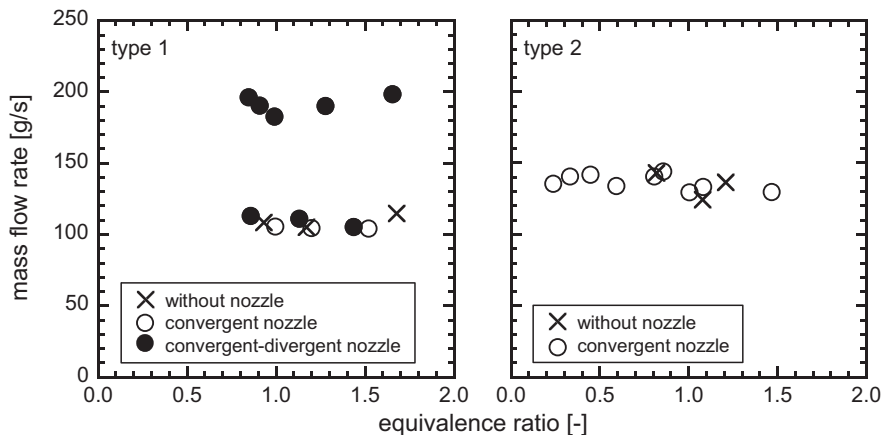 type 1
type 2
mass flow rate [g/s]
250
200
150
100
50
0
without nozzle
convergent nozzle
convergent-divergent nozzle
without nozzle
convergent nozzle
0.0
0.5
1.0
1.5
2.0
0.0
0.5
1.0
1.5
2.0
equivalence ratio [-]